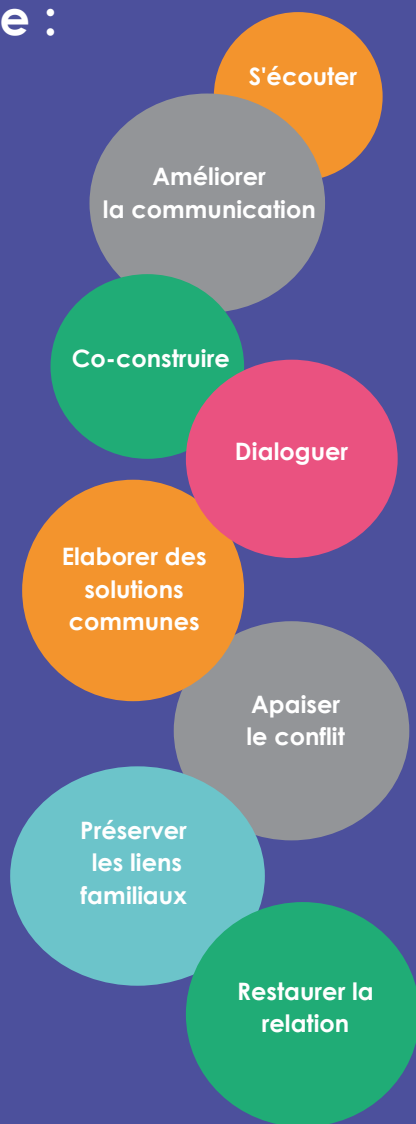 e :
S'écouter
Améliorer
la communication
Co-construire
Dialoguer
Elaborer des
solutions
communes
Apaiser
le conflit
Préserver
les liens
familiaux
Restaurer la
relation